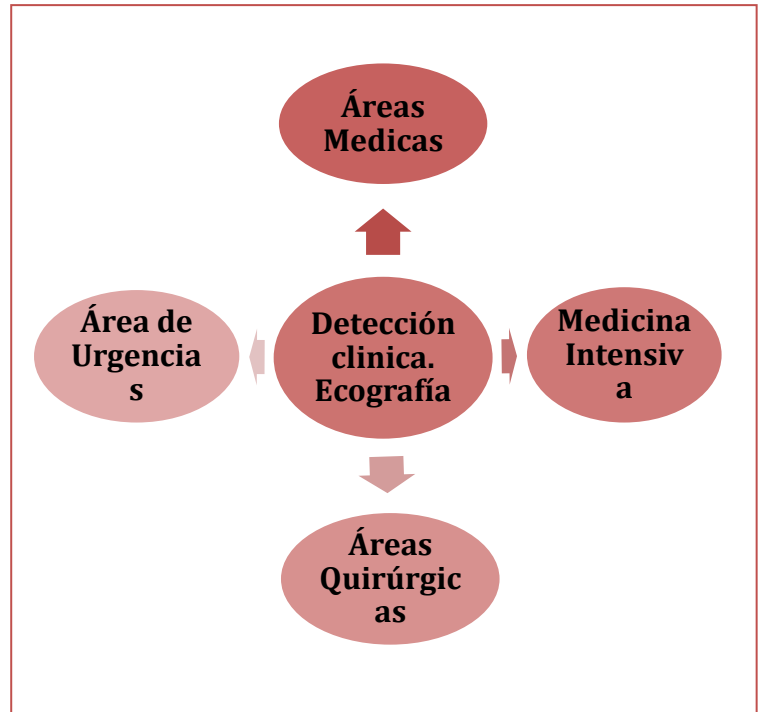 Áreas
Medicas
Área de
Urgencia
s
Detección
clinica.
Ecografía
Medicina
Intensiv
a
Áreas
Quirúrgic
as